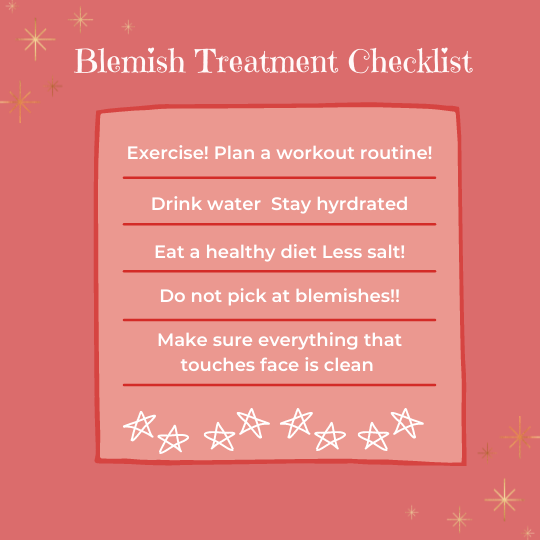 Blemish Treatment Checklist
Exercise! Plan a workout routine!
Drink water  Stay hyrdrated
Eat a healthy diet Less salt!
Do not pick at blemishes!!
Make sure everything that
touches face is clean